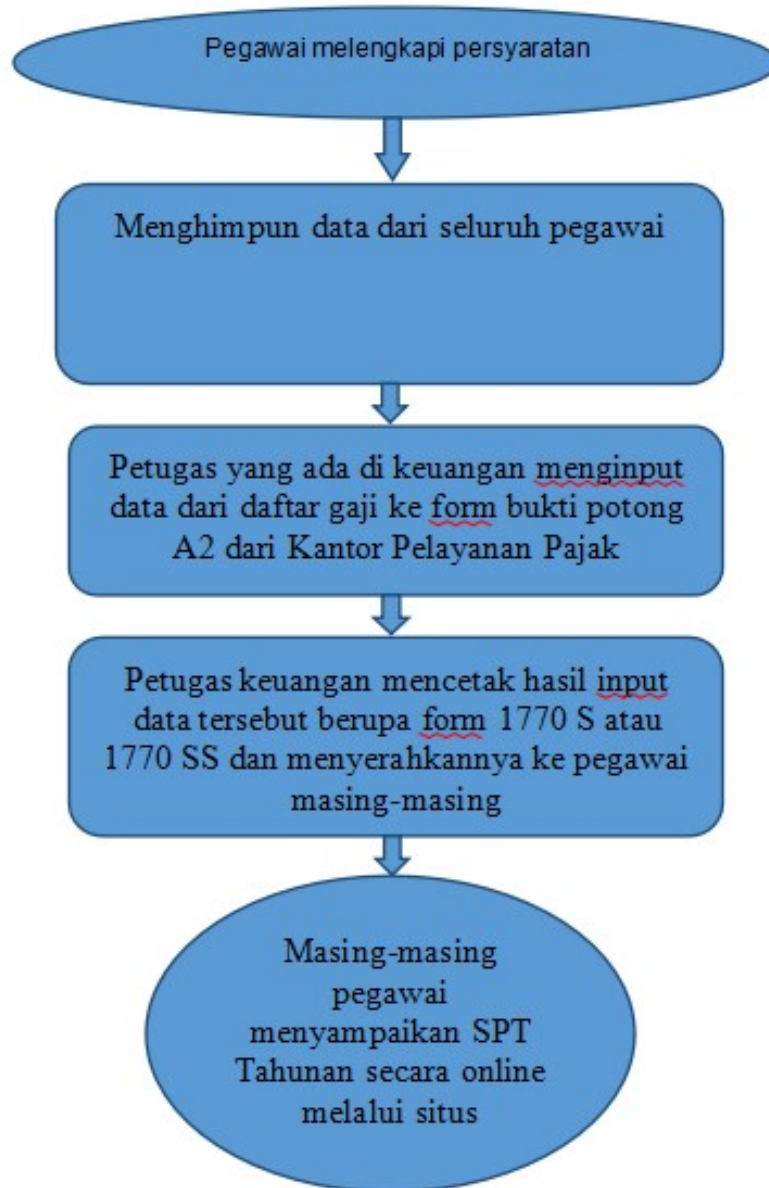 Pegawai melengkapi persyaratan
Menghimpun data dari seluruh pegawai
Petugas yang ada di keuangan menginput
data dari daftar gaji ke form bukti potong
A2 dari Kantor Pelayanan Pajak
Petugas keuangan mencetak hasil input
data tersebut berupa form 1770 S atau
1770 SS dan menyerahkannya ke pegawai
masing-masing
Masing-masing
pegawai
menyampaikan SPT
Tahunan secara online
melalui situs